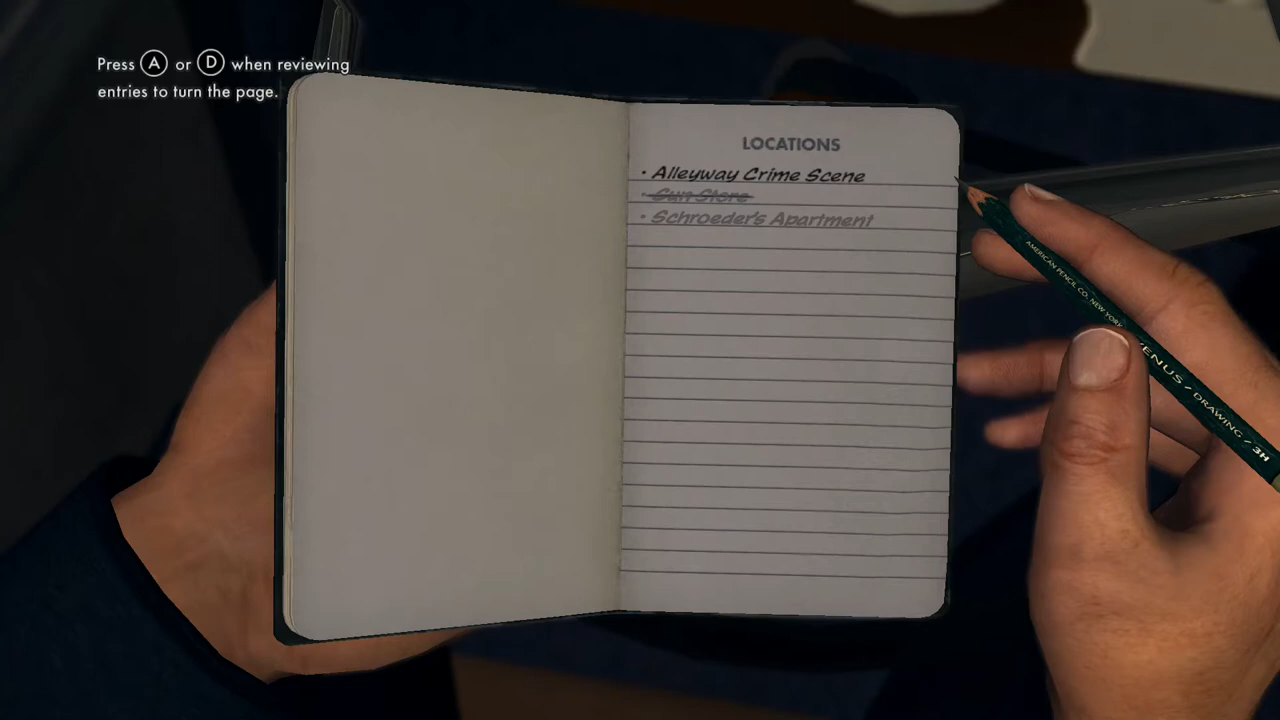 Press A or D when reviewing
entries to turn the page.
LOCATIONS
• Alleyway Crime Scene
• Gun Store
• Schroeder's Apartment
AMERICAN PENCIL CO. NEW YORK
VENUS / DRAWING / 3H